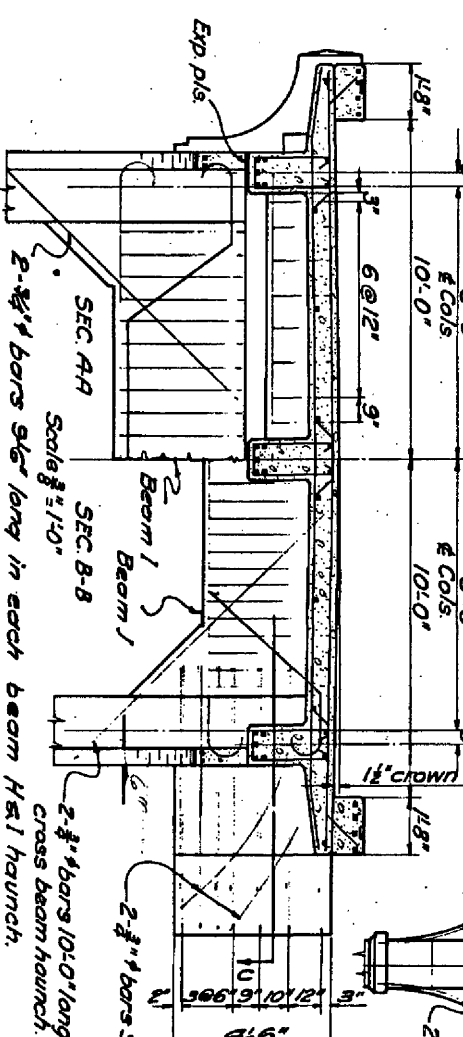 1'-8"
₵ Cols.
10'-0"
₵ Cols.
10'-0"
1'-8"
3"
6 @ 12"
9"
1½" crown
Exp. pls.
SEC. A-A
SEC. B-B
Scale ⅜" = 1'-0"
Beam I
Beam J
2-¾"ϕ bars 9'-6" long in each beam H&I haunch.
2-¾"ϕ bars 10'-0" long
cross beam haunch.
2-¾"ϕ bars
6"
C
2"
3@6"
9"
10"
12"
3"
2